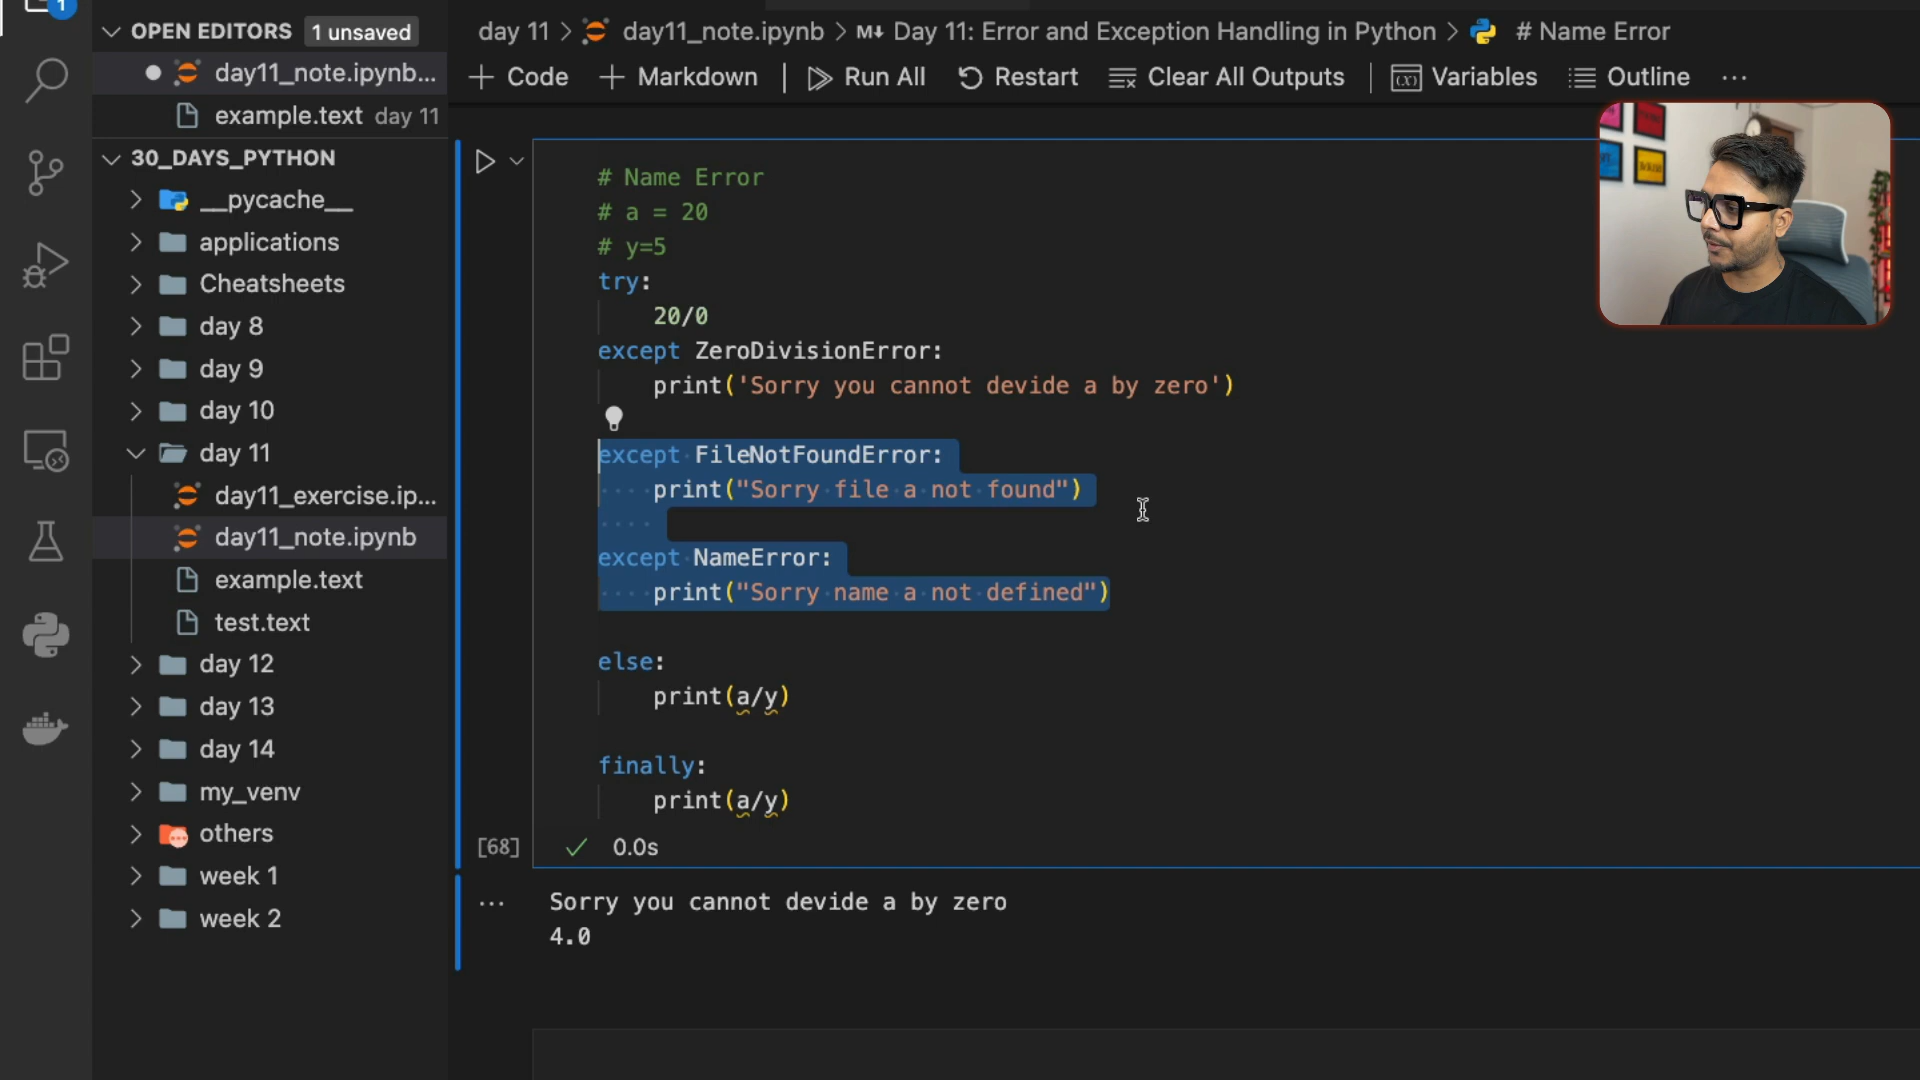 1
OPEN EDITORS 1 unsaved
day11_note.ipynb...
example.text day 11
30_DAYS_PYTHON
__pycache__
applications
Cheatsheets
day 8
day 9
day 10
day 11
day11_exercise.ip...
day11_note.ipynb
example.text
test.text
day 12
day 13
day 14
my_venv
others
week 1
week 2
day 11 > day11_note.ipynb > M↓ Day 11: Error and Exception Handling in Python > # Name Error
+ Code + Markdown | Run All Restart Clear All Outputs | (x) Variables Outline ...
# Name Error
# a = 20
# y=5
try:
    20/0
except ZeroDivisionError:
    print('Sorry you cannot devide a by zero')
except FileNotFoundError:
    print("Sorry file a not found")
except NameError:
    print("Sorry name a not defined")
else:
    print(a/y)
finally:
    print(a/y)
[68] ✓ 0.0s
... Sorry you cannot devide a by zero
4.0